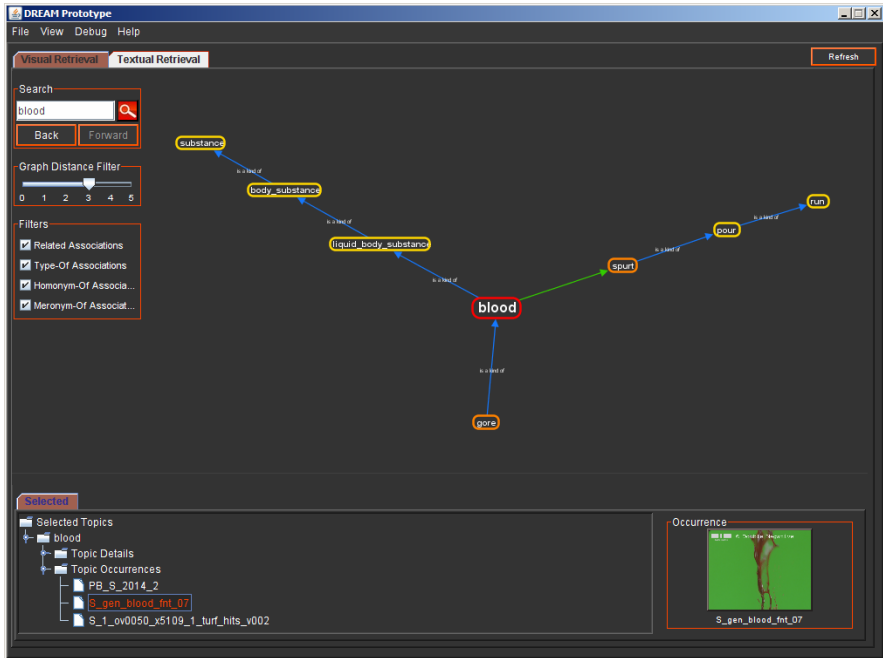 DREAM Prototype
File View Debug Help
Visual Retrieval Textual Retrieval
Refresh
Search
blood
Back Forward
Graph Distance Filter
0 1 2 3 4 5
Filters
Related Associations
Type-Of Associations
Homonym-Of Associa...
Meronym-Of Associat...
substance
is a kind of
body_substance
is a kind of
liquid_body_substance
is a kind of
blood
spurt
is a kind of
pour
is a kind of
run
is a kind of
gore
Selected
Selected Topics
blood
Topic Details
Topic Occurrences
PB_S_2014_2
S_gen_blood_fnt_07
S_1_ov0050_x5109_1_turf_hits_v002
Occurrence
S_gen_blood_fnt_07